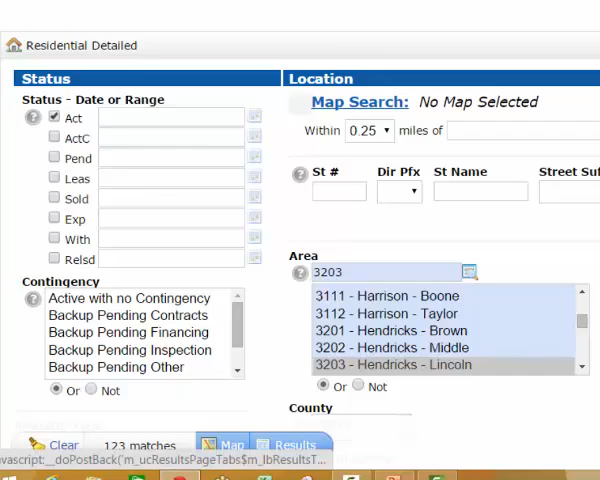 Residential Detailed
Status
Status - Date or Range
Act
ActC
Pend
Leas
Sold
Exp
With
Relsd
Contingency
Active with no Contingency
Backup Pending Contracts
Backup Pending Financing
Backup Pending Inspection
Backup Pending Other
Or Not
Clear 123 matches Map Results
avascript:__doPostBack('m_ucResultsPageTabs$m_lbResultsT...
Location
Map Search: No Map Selected
Within 0.25 miles of
St # Dir Pfx St Name Street Suf
Area
3203
3111 - Harrison - Boone
3112 - Harrison - Taylor
3201 - Hendricks - Brown
3202 - Hendricks - Middle
3203 - Hendricks - Lincoln
Or Not
County